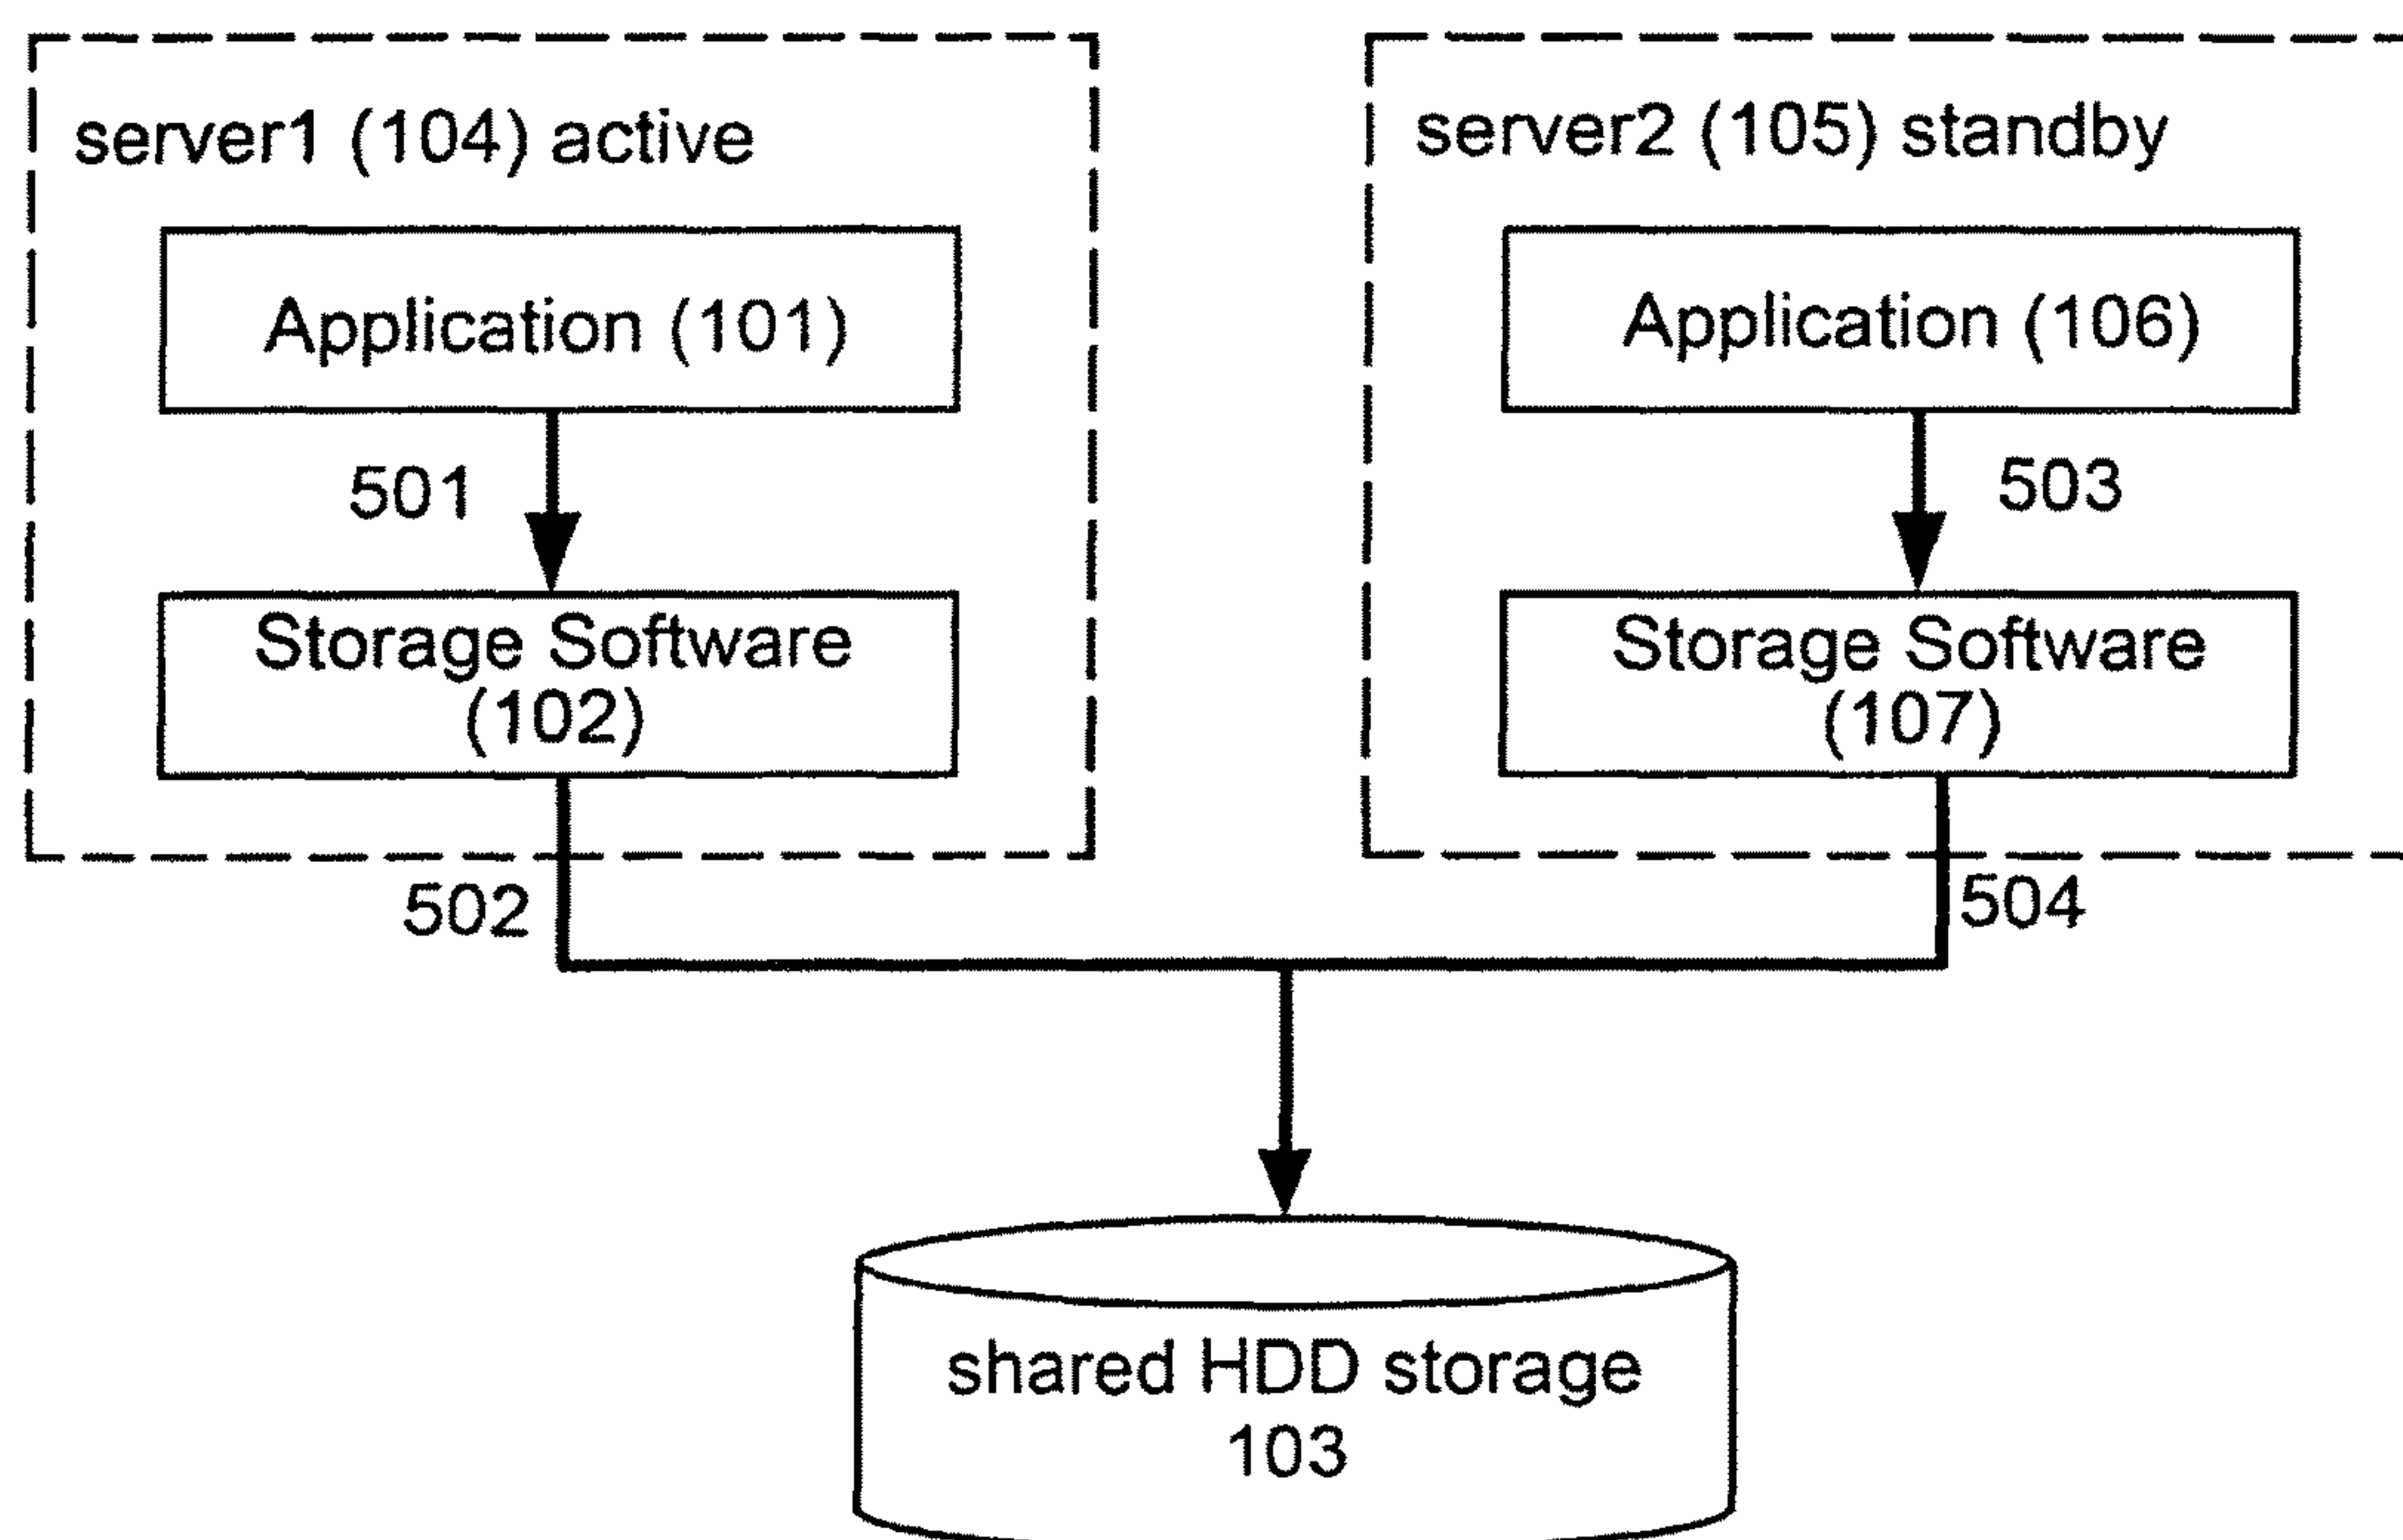 server1 (104) active
Application (101)
501
Storage Software
(102)
502
server2 (105) standby
Application (106)
503
Storage Software
(107)
504
shared HDD storage
103